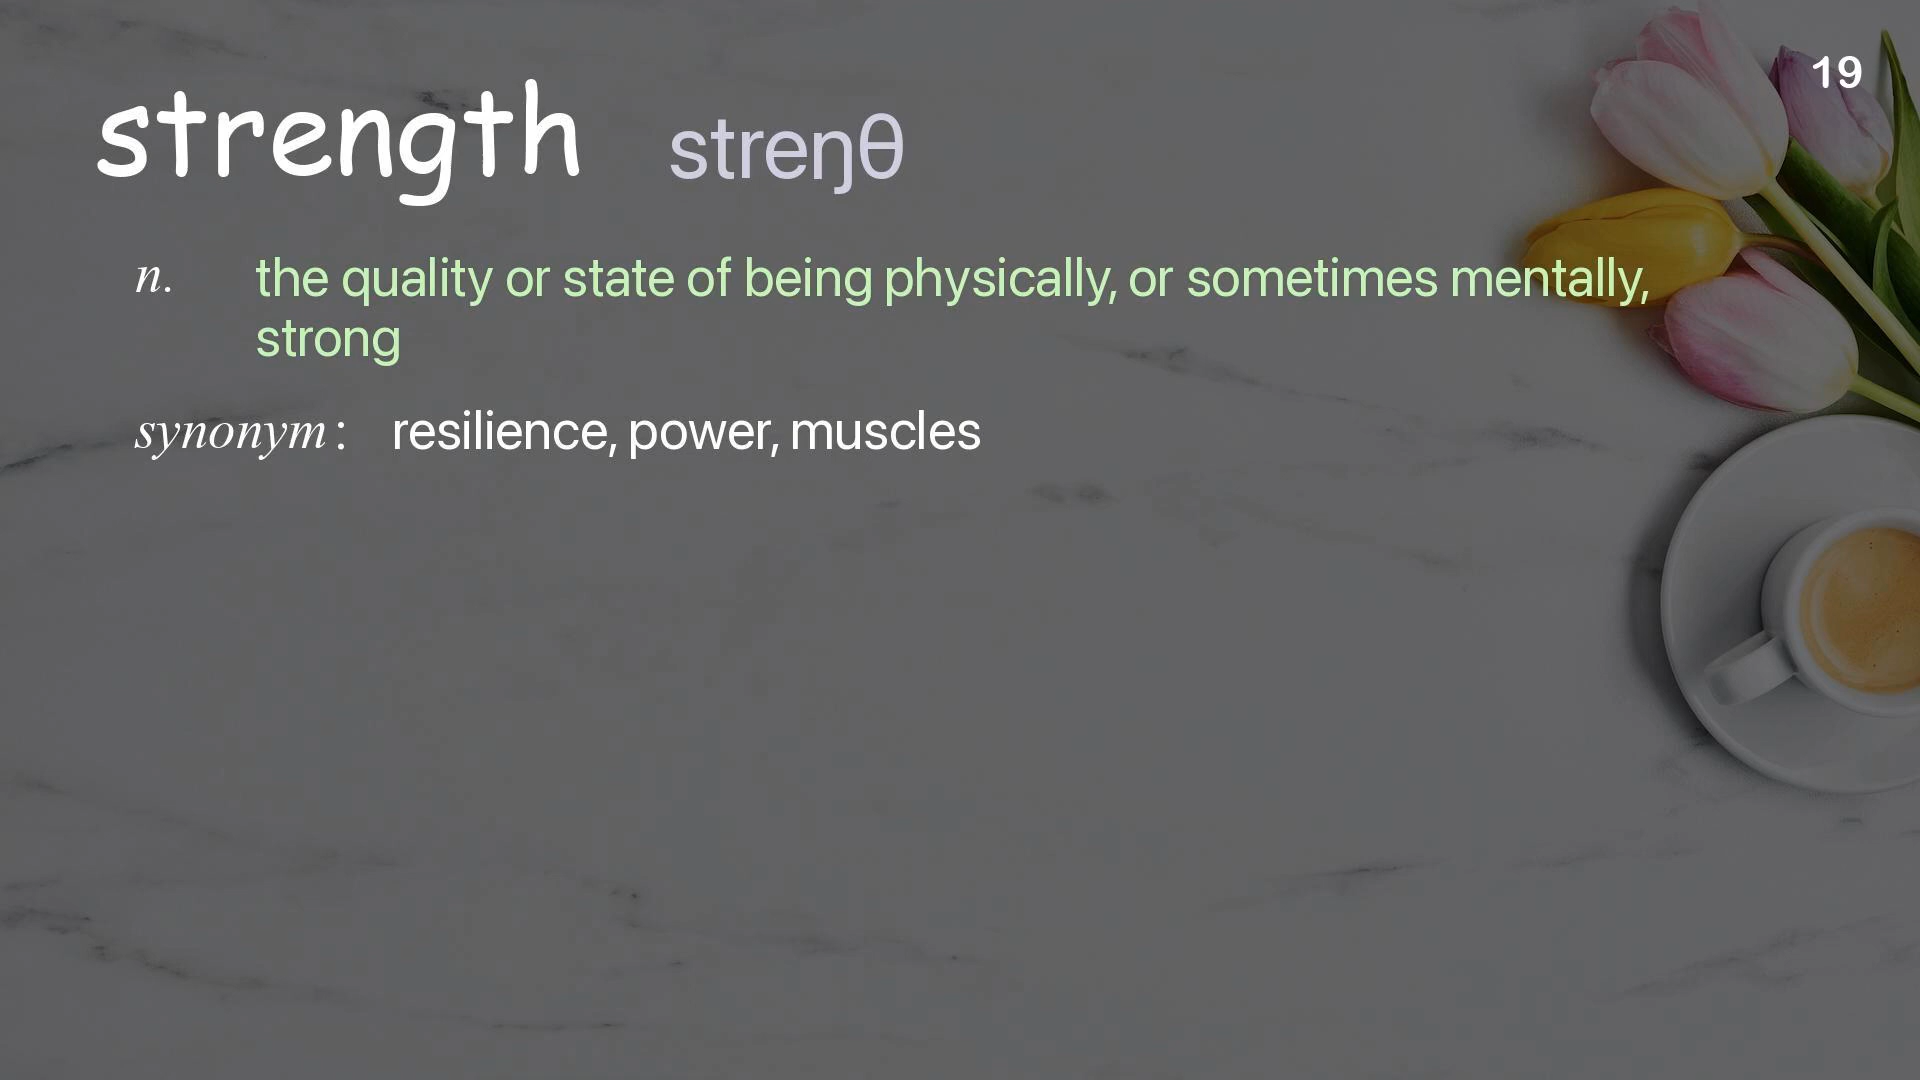 19
strength streŋθ
n. the quality or state of being physically, or sometimes mentally,
strong
synonym: resilience, power, muscles